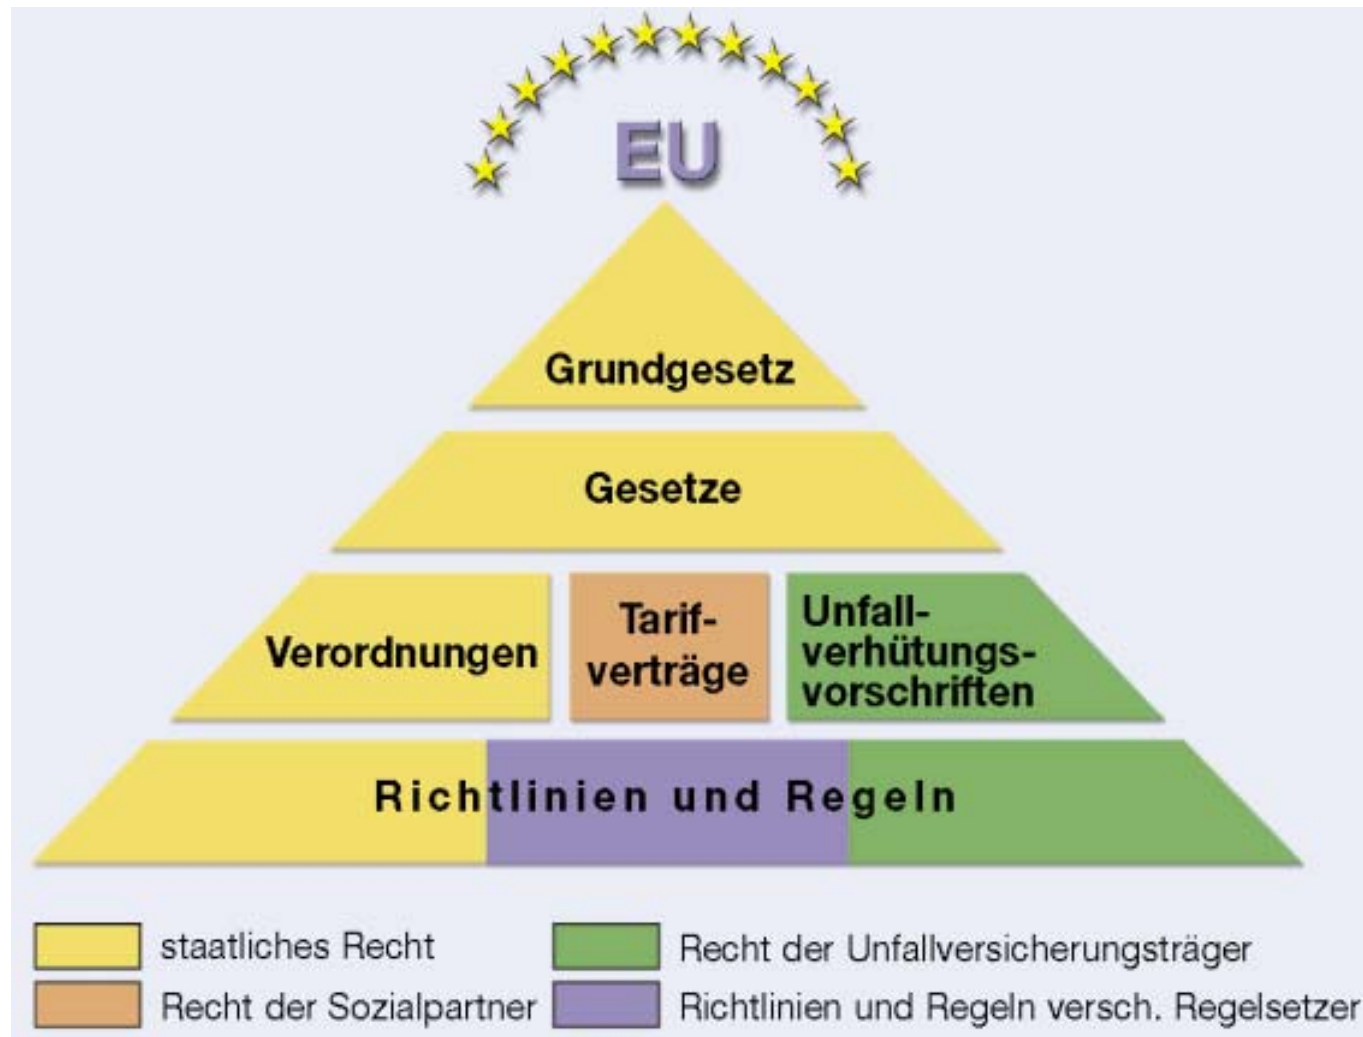 EU
Grundgesetz
Gesetze
Verordnungen
Tarif-
verträge
Unfall-
verhütungs-
vorschriften
Richtlinien und Regeln
staatliches Recht
Recht der Sozialpartner
Recht der Unfallversicherungsträger
Richtlinien und Regeln versch. Regelsetzer